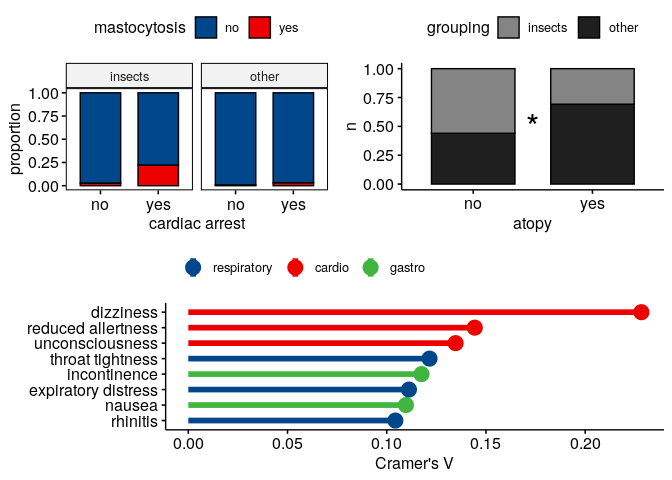 mastocytosis no yes
insects other
proportion
1.00
0.75
0.50
0.25
0.00
no yes no yes
cardiac arrest
grouping insects other
n
1.00
0.75
0.50
0.25
0.00
*
no yes
atopy
respiratory cardio gastro
dizziness
reduced allertness
unconsciousness
throat tightness
incontinence
expiratory distress
nausea
rhinitis
0.00 0.05 0.10 0.15 0.20
Cramer's V